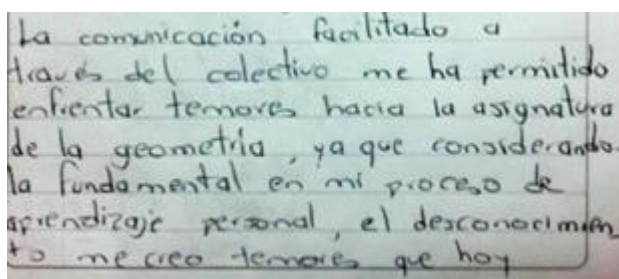 La comunicación facilitado a
través del colectivo me ha permitido
enfrentar temores hacia la asignatura
de la geometria, ya que considerando
la fundamental en mi proceso de
aprendizaje personal, el desconocimien
to me creo temores que hoy